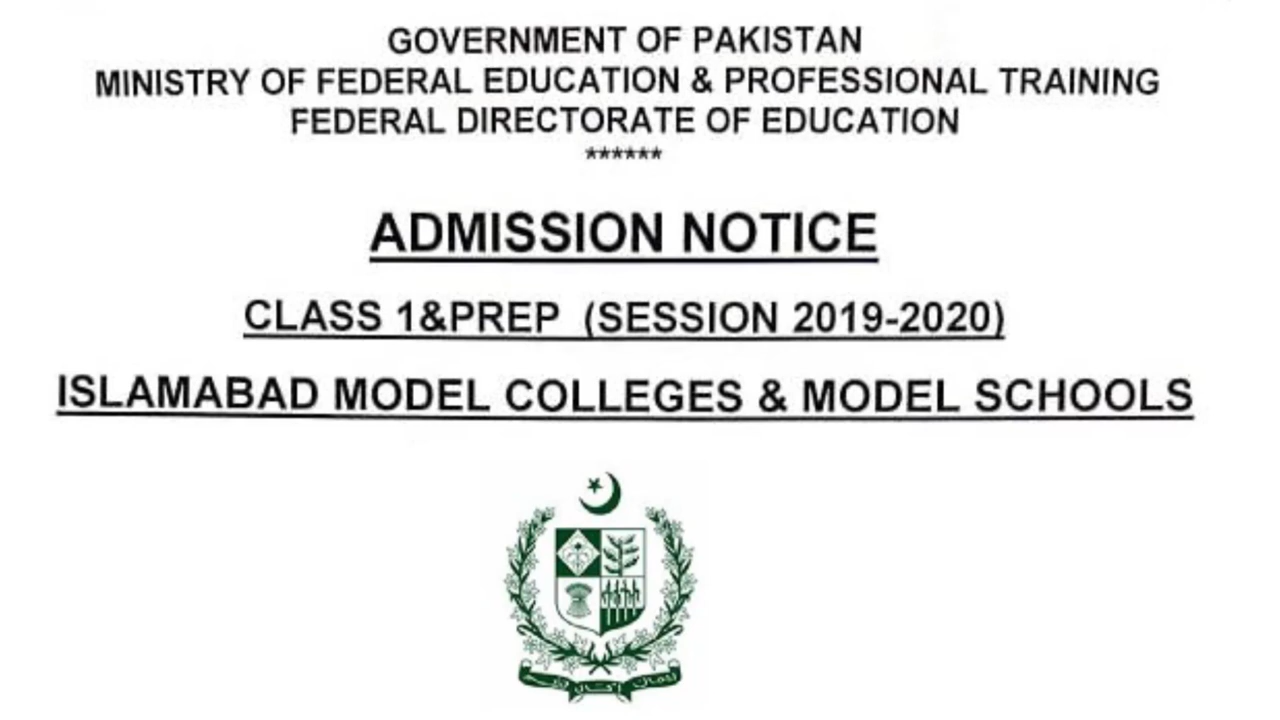 GOVERNMENT OF PAKISTAN
MINISTRY OF FEDERAL EDUCATION & PROFESSIONAL TRAINING
FEDERAL DIRECTORATE OF EDUCATION
******
ADMISSION NOTICE
CLASS 1&PREP (SESSION 2019-2020)
ISLAMABAD MODEL COLLEGES & MODEL SCHOOLS